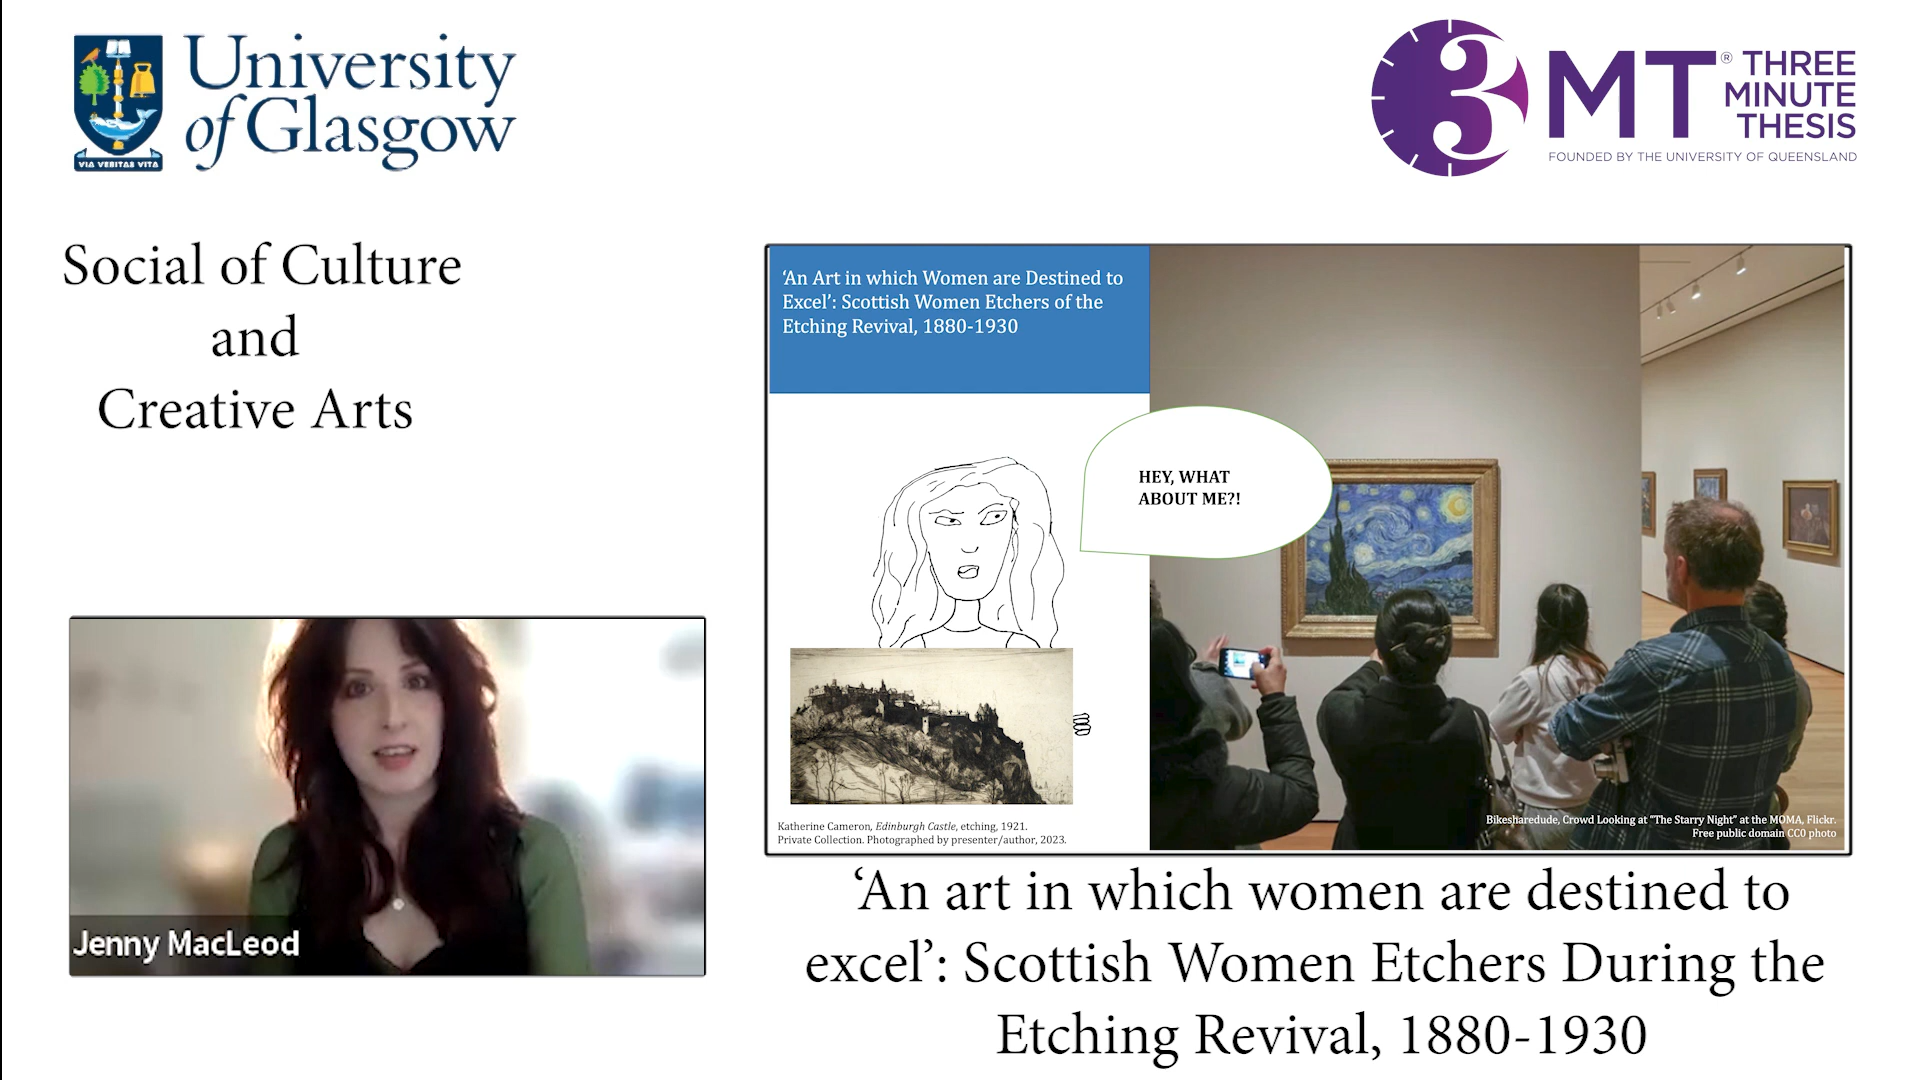 University
of Glasgow
VIA VERITAS VITA
3MT® THREE
MINUTE
THESIS
FOUNDED BY THE UNIVERSITY OF QUEENSLAND
Social of Culture
and
Creative Arts
‘An Art in which Women are Destined to
Excel’: Scottish Women Etchers of the
Etching Revival, 1880-1930
HEY, WHAT
ABOUT ME?!
Katherine Cameron, Edinburgh Castle, etching, 1921.
Private Collection. Photographed by presenter/author, 2023.
Bikesharedude, Crowd Looking at "The Starry Night" at the MOMA, Flickr.
Free public domain CC0 photo
Jenny MacLeod
‘An art in which women are destined to
excel’: Scottish Women Etchers During the
Etching Revival, 1880-1930